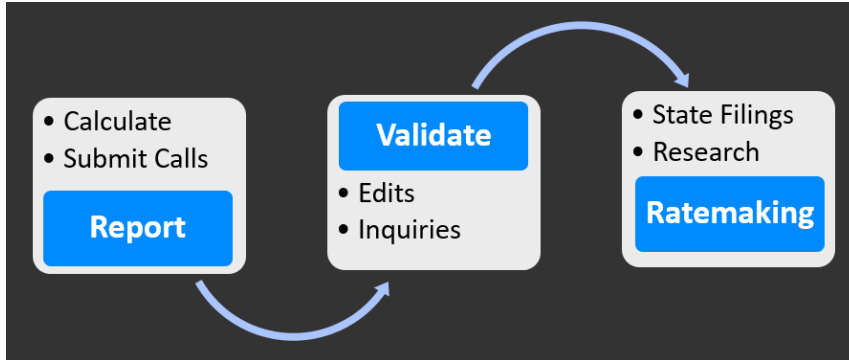 • Calculate
• Submit Calls
Report
Validate
• Edits
• Inquiries
• State Filings
• Research
Ratemaking